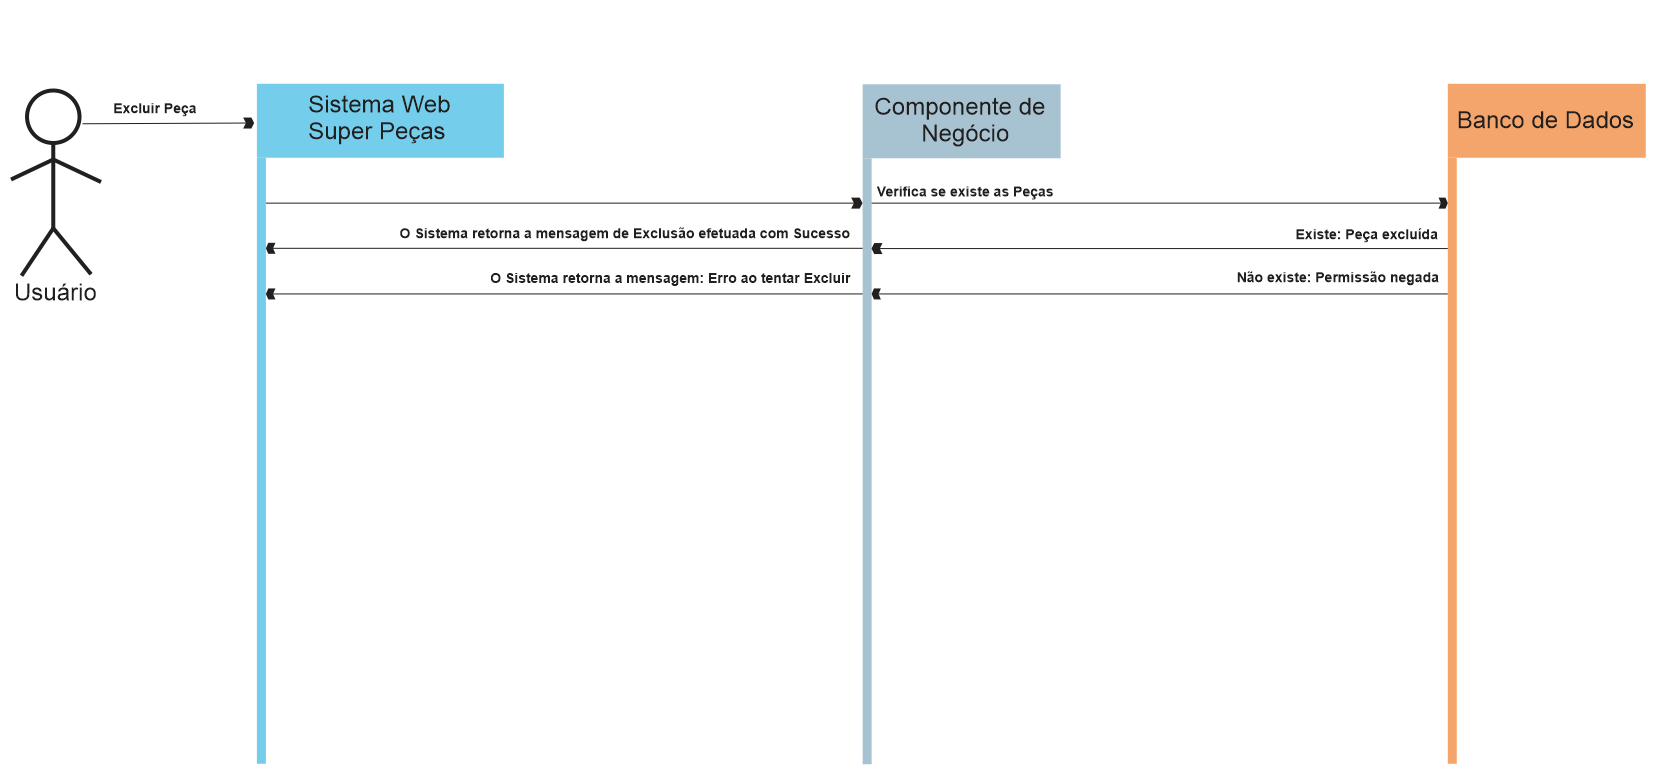 Excluir Peça
Sistema Web
Super Peças
Componente de
Negócio
Banco de Dados
Verifica se existe as Peças
O Sistema retorna a mensagem de Exclusão efetuada com Sucesso
Existe: Peça excluída
O Sistema retorna a mensagem: Erro ao tentar Excluir
Não existe: Permissão negada
Usuário